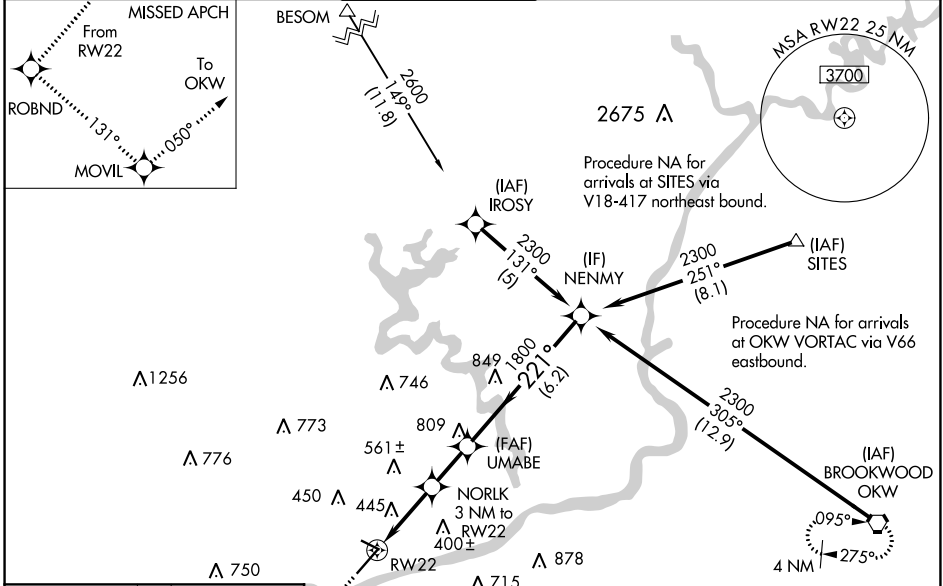 MISSED APCH
From
RW22
To
OKW
ROBND
131°
050°
MOVIL
BESOM
2600
149°
(11.8)
MSA RW22 25 NM
3700
2675
Procedure NA for
arrivals at SITES via
V18-417 northeast bound.
(IAF)
IROSY
2300
131°
(5)
(IF)
NENMY
2300
251°
(8.1)
(IAF)
SITES
Procedure NA for arrivals
at OKW VORTAC via V66
eastbound.
1800
221°
(6.2)
849
746
1256
2300
305°
(12.9)
773
809
(FAF)
UMABE
776
561±
(IAF)
BROOKWOOD
OKW
450
445
NORLK
3 NM to
RW22
400±
095°
275°
4 NM
RW22
750
878
715